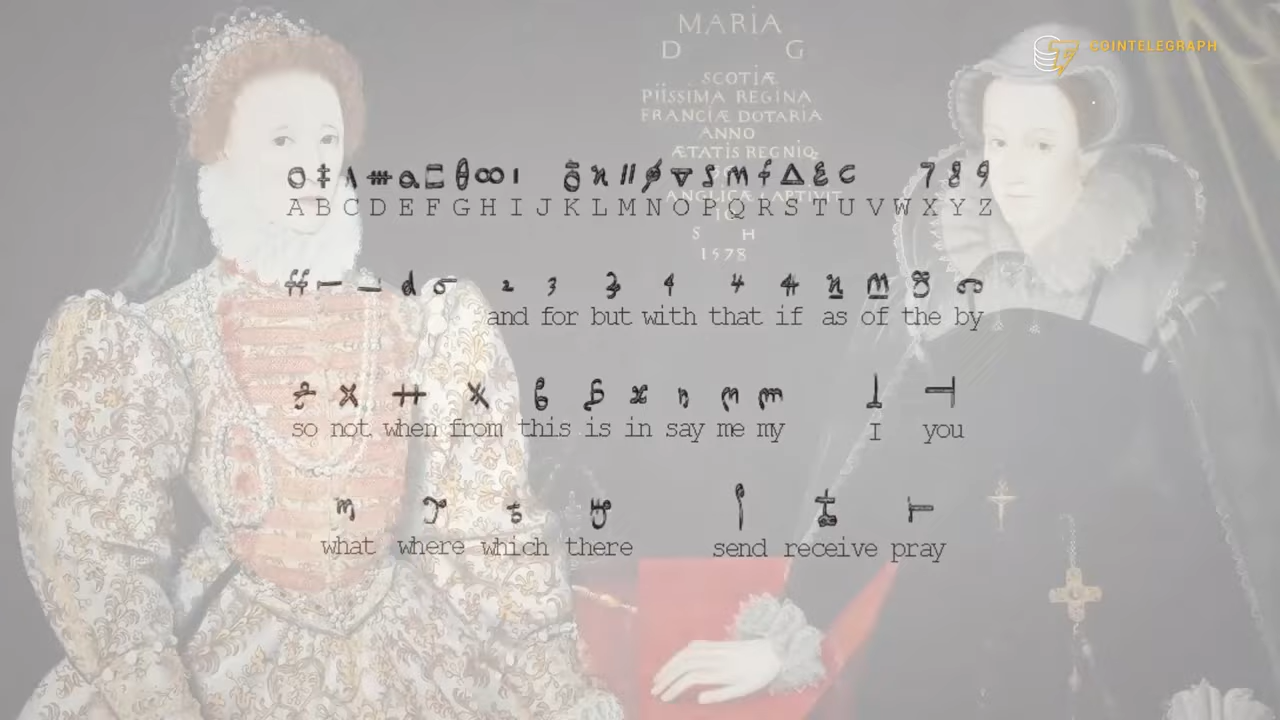 MARIA
D G
COINTELEGRAPH
SCOTIÆ
PIISSIMA REGINA
FRANCIÆ DOTARIA
ANNO
ÆTATIS REGNIQ
A B C D E F G H I J K L M N O P Q R S T U V W X Y Z
ANGLICÆ CAPTIVIT
S H
1578
and for but with that if as of the by
so not when from this is in say me my I you
what where which there send receive pray